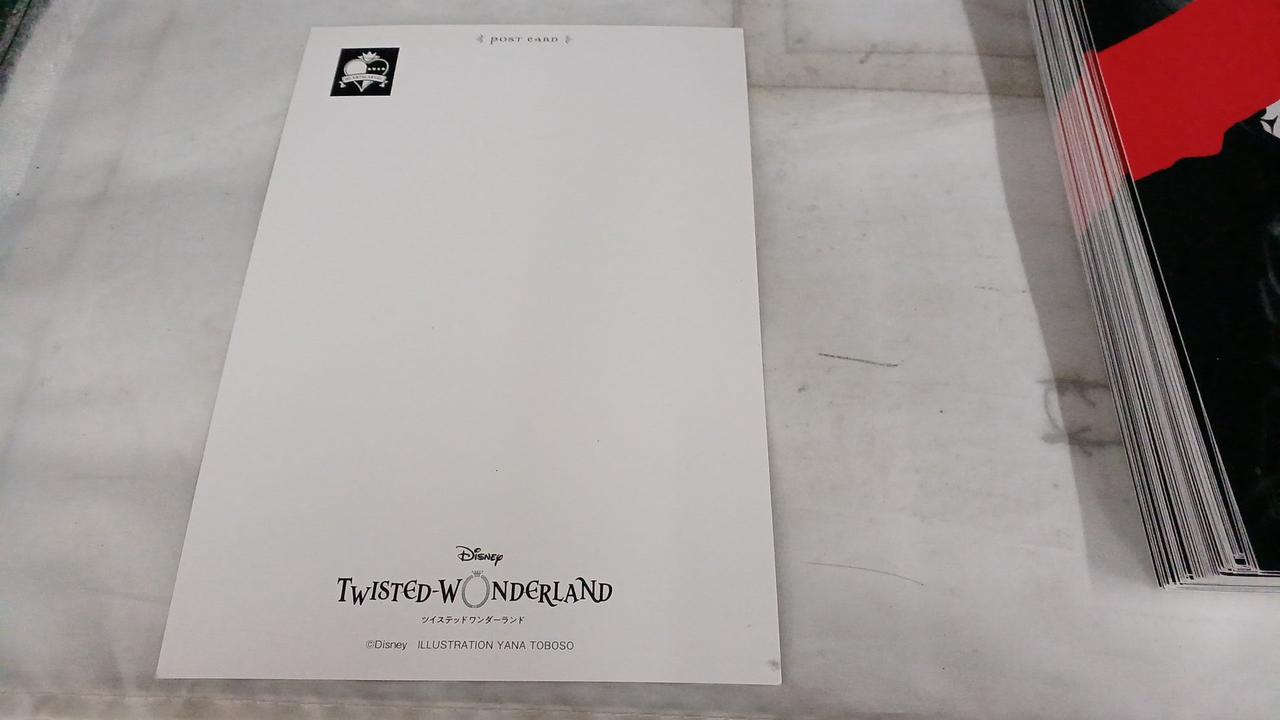 POST CARD
HEARTSLABYUL
Disney
TWISTED-WONDERLAND
ツイステッドワンダーランド
©Disney ILLUSTRATION YANA TOBOSO